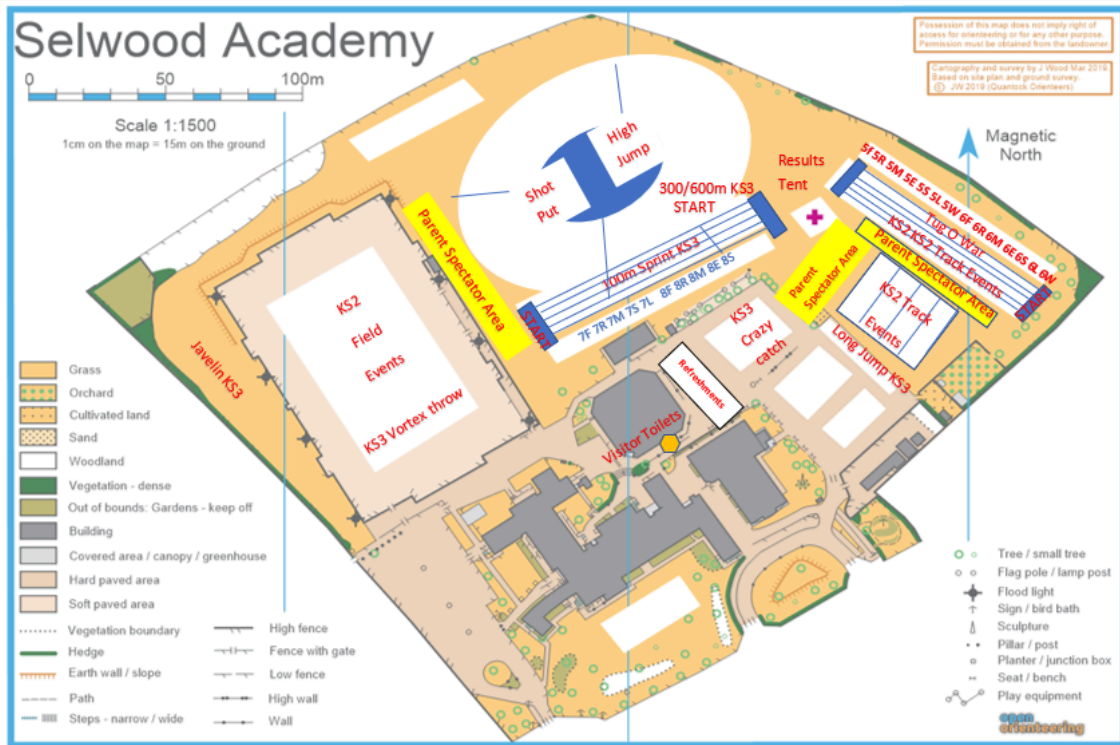 Selwood Academy
0 50 100m
Scale 1:1500
1cm on the map = 15m on the ground
Possession of this map does not imply right of
access for orienteering or for any other purpose.
Permission must be obtained from the landowner
Cartography and survey by J Wood Mar 2019
Based on site plan and ground survey.
© JW 2019 (Quantock Orienteers)
Magnetic
North
High
Jump
Shot
Put
Results
Tent
300/600m KS3
START
5f 5R 5M 5E 5S 5L 5W 6F 6R 6M 6E 6S 6L 6W
Tug O War
KS2 KS2 Track Events
START
Parent Spectator Area
100m Sprint KS3
START
7F 7R 7M 7S 7L 8F 8R 8M 8E 8S
Parent Spectator Area
Parent
Spectator Area
KS2 Track
Events
KS2
Field
Events
KS3 Vortex throw
Javelin KS3
KS3
Crazy
catch
Long Jump KS3
Refreshments
Visitor Toilets
Grass
Orchard
Cultivated land
Sand
Woodland
Vegetation - dense
Out of bounds: Gardens - keep off
Building
Covered area / canopy / greenhouse
Hard paved area
Soft paved area
Vegetation boundary
Hedge
Earth wall / slope
Path
Steps - narrow / wide
High fence
Fence with gate
Low fence
High wall
Wall
Tree / small tree
Flag pole / lamp post
Flood light
Sign / bird bath
Sculpture
Pillar / post
Planter / junction box
Seat / bench
Play equipment
open
orienteering